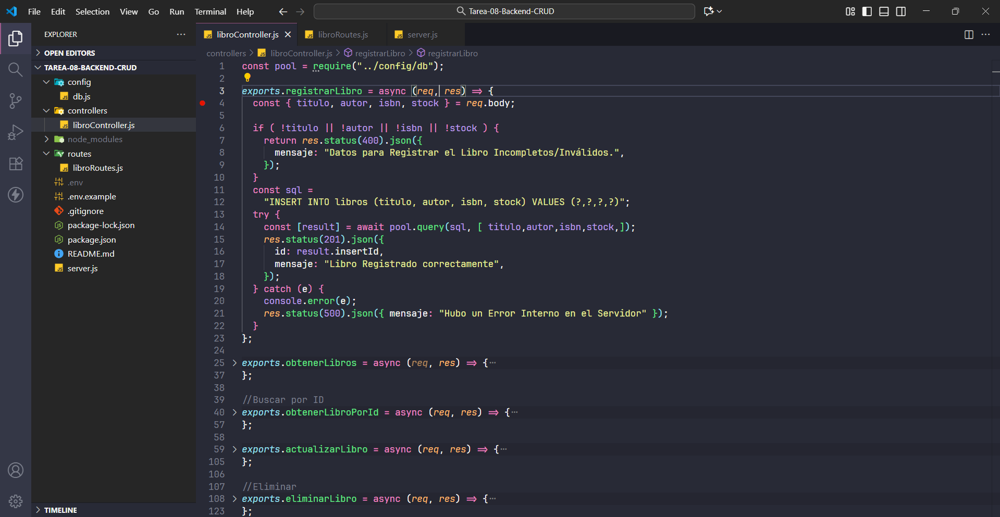 File Edit Selection View Go Run Terminal Help
Tarea-08-Backend-CRUD
EXPLORER
OPEN EDITORS
TAREA-08-BACKEND-CRUD
config
db.js
controllers
libroController.js
node_modules
routes
libroRoutes.js
.env
.env.example
.gitignore
package-lock.json
package.json
README.md
server.js
TIMELINE
libroController.js libroRoutes.js server.js
controllers > libroController.js > registrarLibro > registrarLibro
1 const pool = require("../config/db");
2
3 exports.registrarLibro = async (req, res) => {
4 const { titulo, autor, isbn, stock } = req.body;
5
6 if ( !titulo || !autor || !isbn || !stock ) {
7 return res.status(400).json({
8 mensaje: "Datos para Registrar el Libro Incompletos/Inválidos.",
9 });
10 }
11 const sql =
12 "INSERT INTO libros (titulo, autor, isbn, stock) VALUES (?,?,?,?)";
13 try {
14 const [result] = await pool.query(sql, [ titulo,autor,isbn,stock,]);
15 res.status(201).json({
16 id: result.insertId,
17 mensaje: "Libro Registrado correctamente",
18 });
19 } catch (e) {
20 console.error(e);
21 res.status(500).json({ mensaje: "Hubo un Error Interno en el Servidor" });
22 }
23 };
24
25 exports.obtenerLibros = async (req, res) => {…
37 };
38
39 //Buscar por ID
40 exports.obtenerLibroPorId = async (req, res) => {…
57 };
58
59 exports.actualizarLibro = async (req, res) => {…
105 };
106
107 //Eliminar
108 exports.eliminarLibro = async (req, res) => {…
123 };